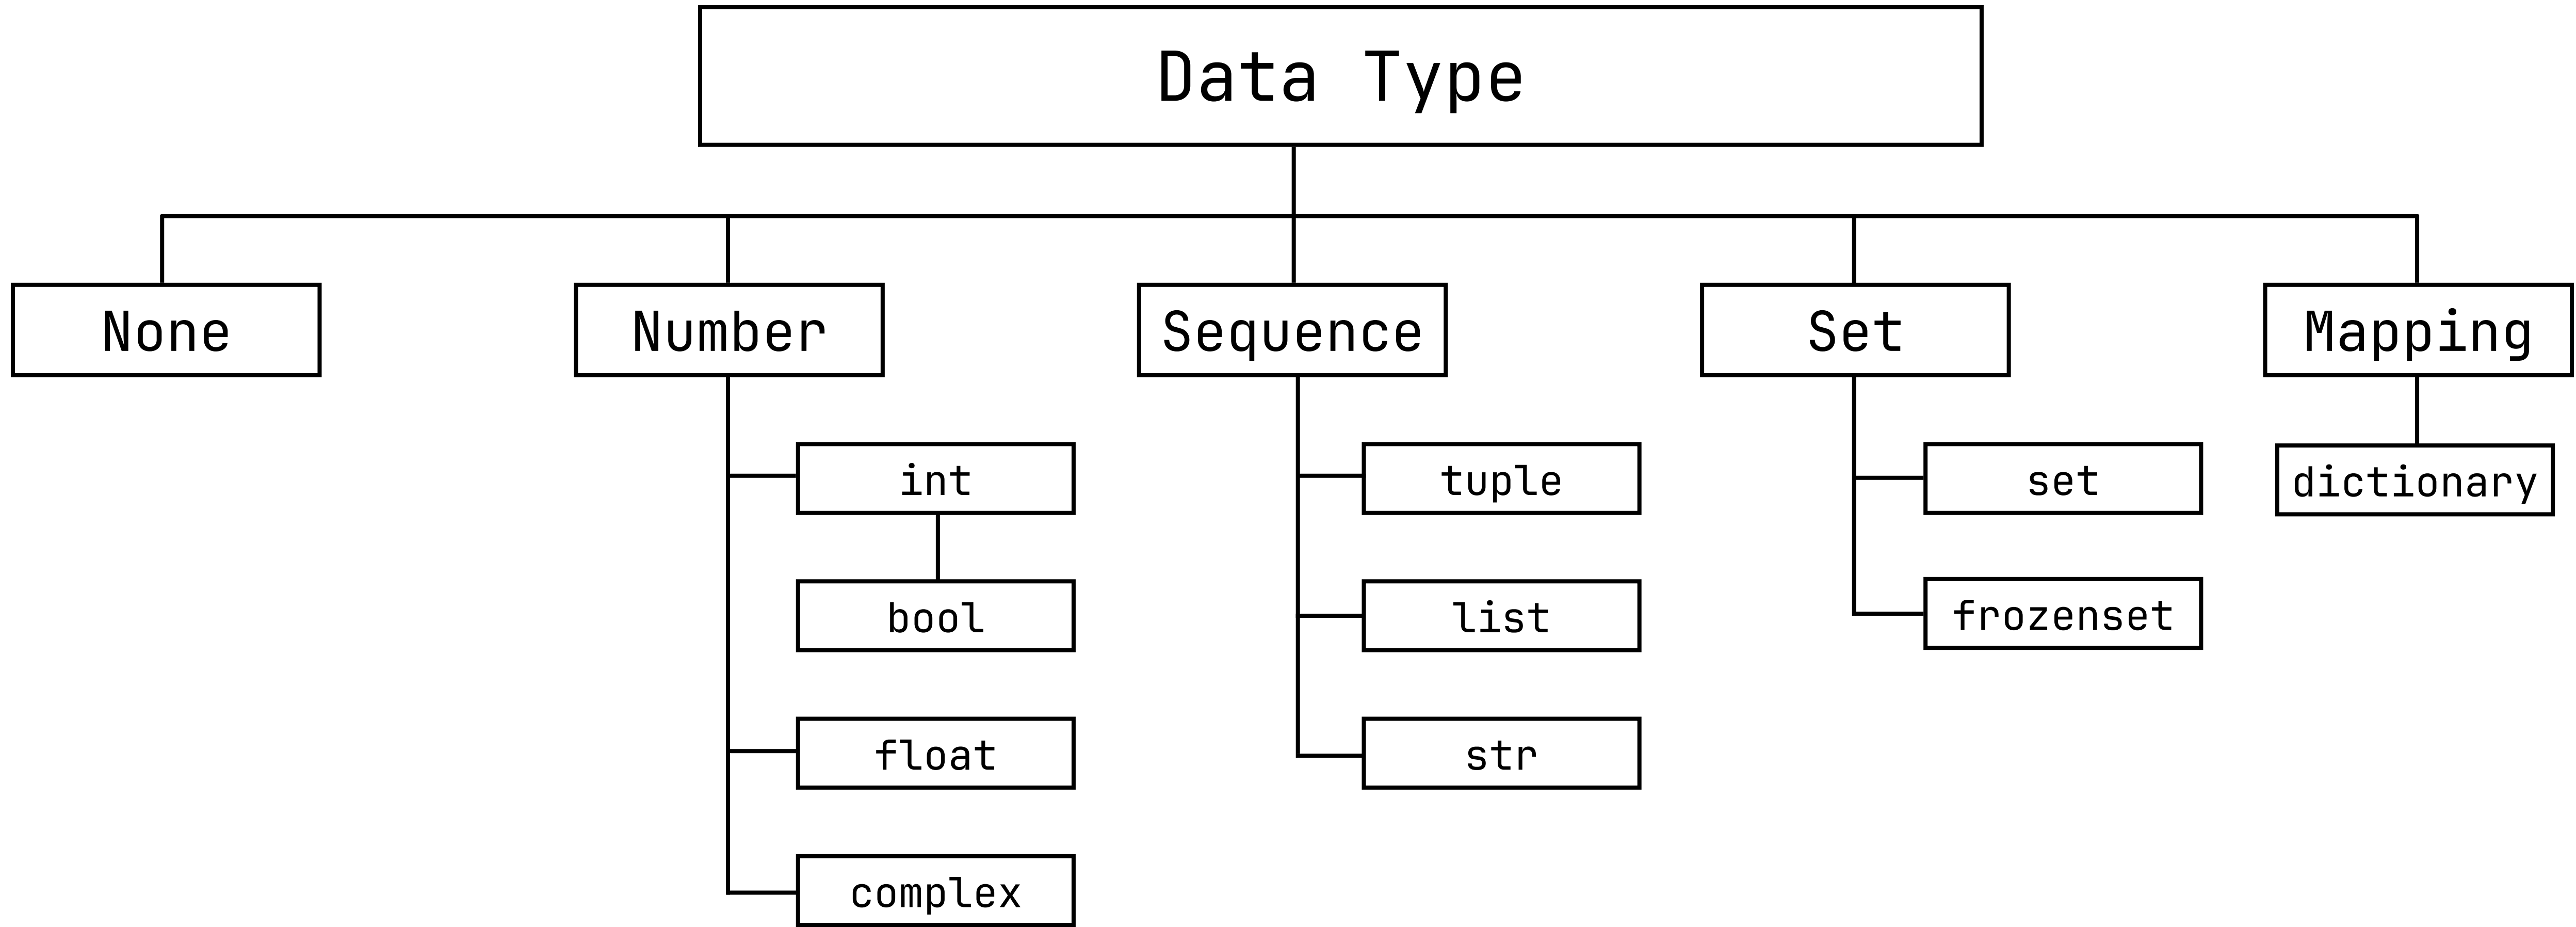 Data Type
None
Number
Sequence
Set
Mapping
int
bool
float
complex
tuple
list
str
set
frozenset
dictionary